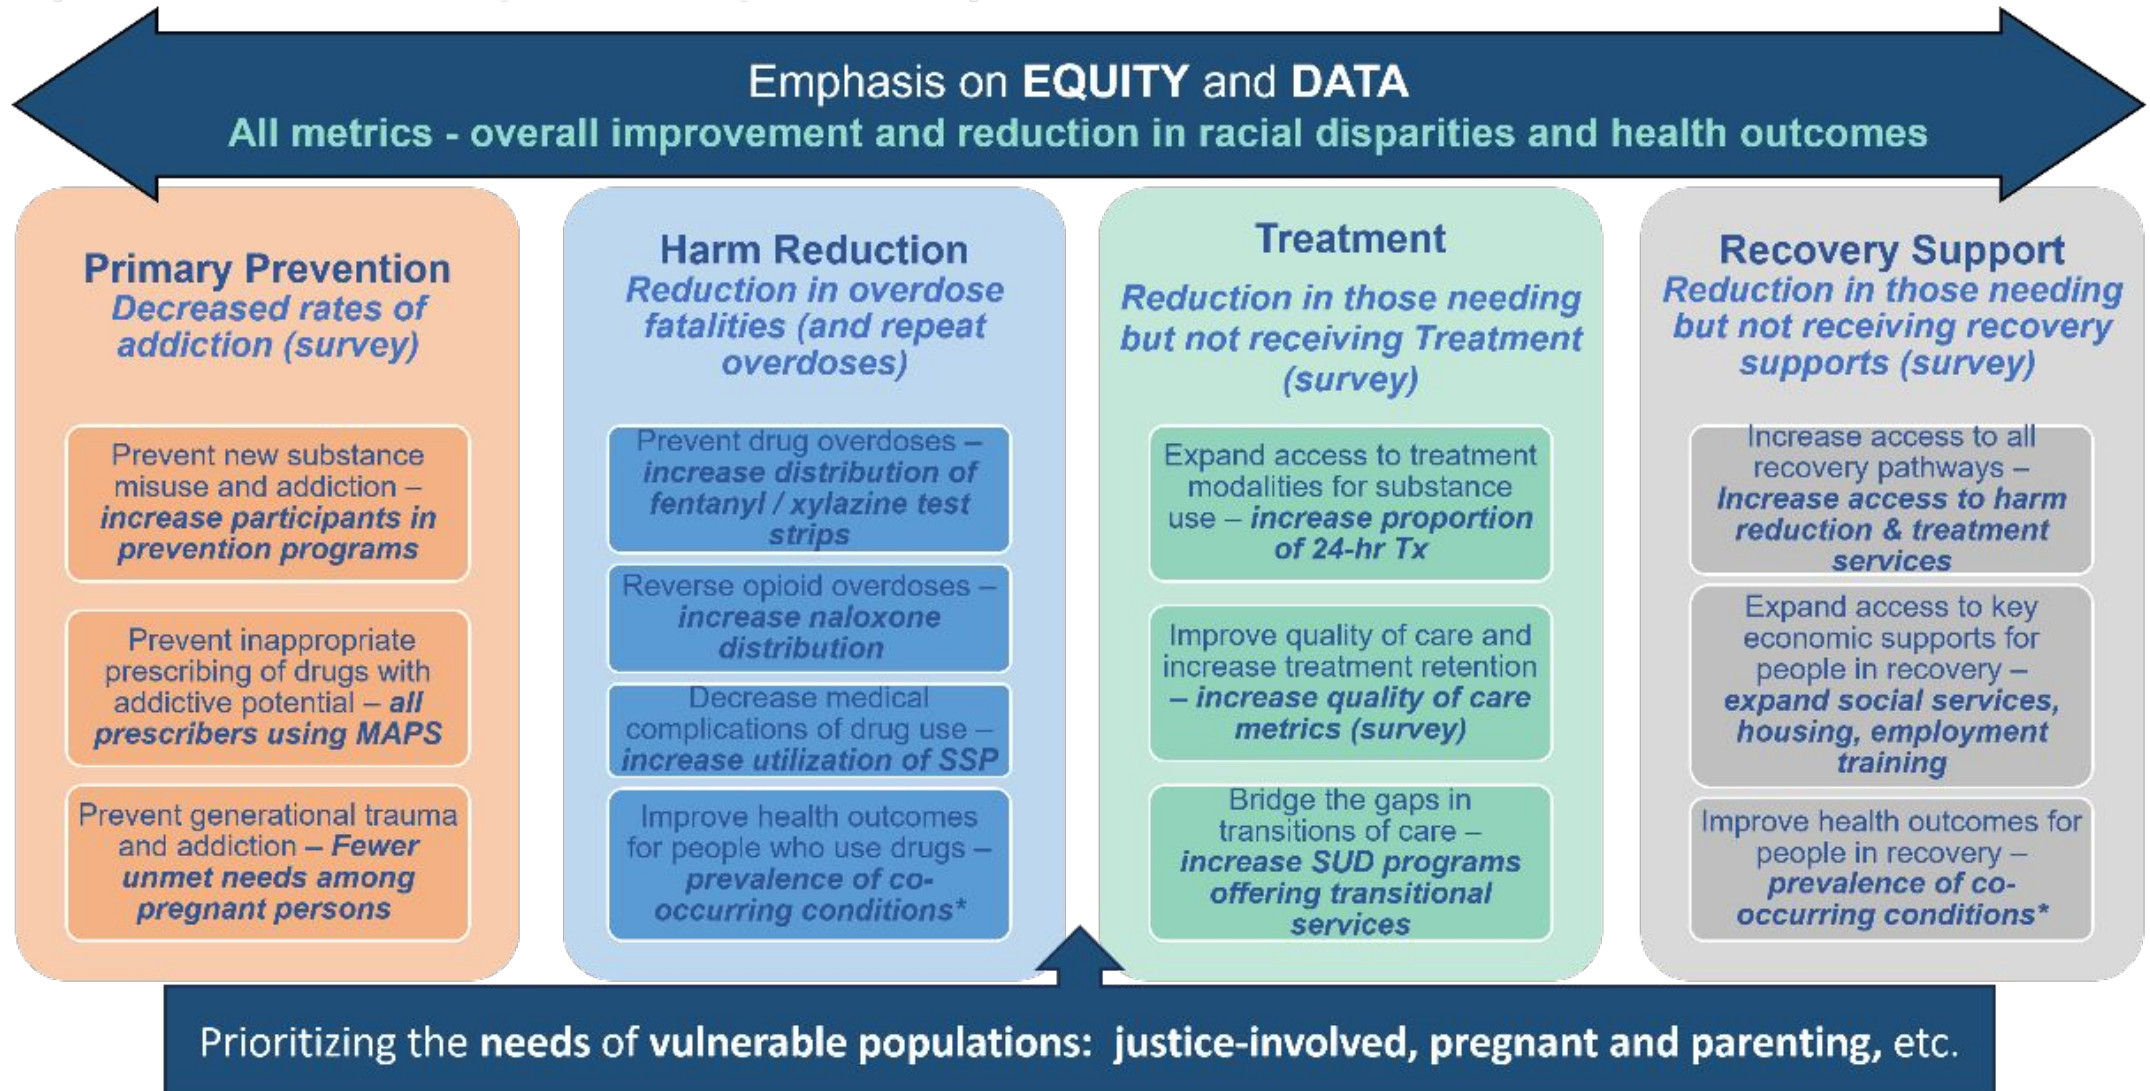 Emphasis on EQUITY and DATA
All metrics - overall improvement and reduction in racial disparities and health outcomes
Primary Prevention
Decreased rates of
addiction (survey)
Prevent new substance
misuse and addiction –
increase participants in
prevention programs
Prevent inappropriate
prescribing of drugs with
addictive potential – all
prescribers using MAPS
Prevent generational trauma
and addiction – Fewer
unmet needs among
pregnant persons
Harm Reduction
Reduction in overdose
fatalities (and repeat
overdoses)
Prevent drug overdoses –
increase distribution of
fentanyl / xylazine test
strips
Reverse opioid overdoses –
increase naloxone
distribution
Decrease medical
complications of drug use –
increase utilization of SSP
Improve health outcomes
for people who use drugs –
prevalence of co-
occurring conditions*
Treatment
Reduction in those needing
but not receiving Treatment
(survey)
Expand access to treatment
modalities for substance
use – increase proportion
of 24-hr Tx
Improve quality of care and
increase treatment retention
– increase quality of care
metrics (survey)
Bridge the gaps in
transitions of care –
increase SUD programs
offering transitional
services
Recovery Support
Reduction in those needing
but not receiving recovery
supports (survey)
Increase access to all
recovery pathways –
Increase access to harm
reduction & treatment
services
Expand access to key
economic supports for
people in recovery –
expand social services,
housing, employment
training
Improve health outcomes for
people in recovery –
prevalence of co-
occurring conditions*
Prioritizing the needs of vulnerable populations: justice-involved, pregnant and parenting, etc.